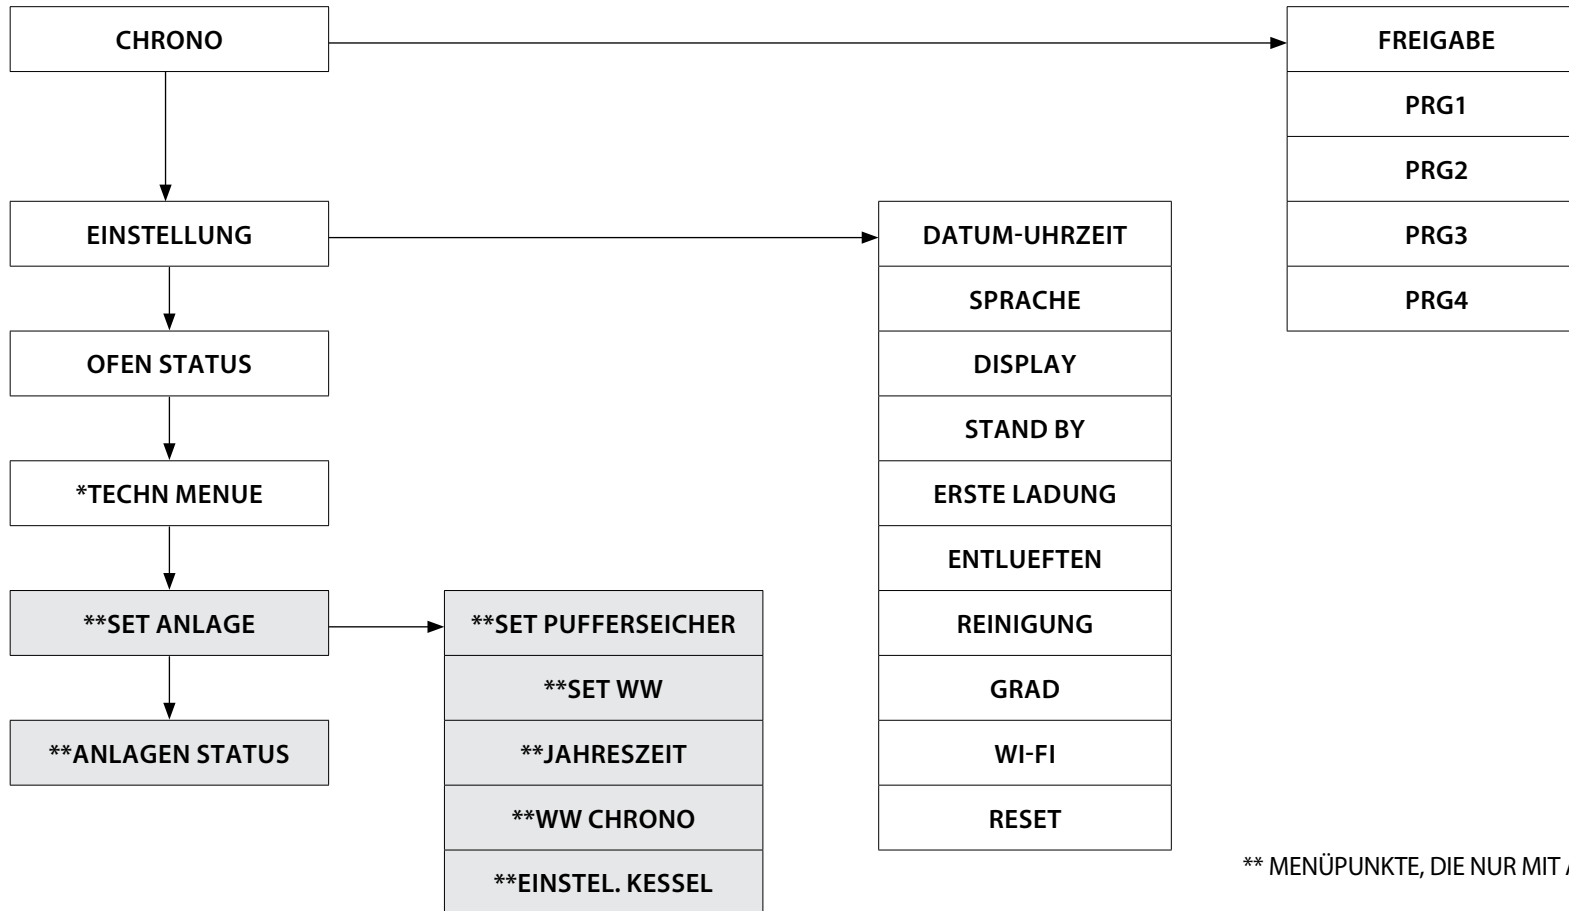 CHRONO
FREIGABE
PRG1
PRG2
PRG3
PRG4
EINSTELLUNG
DATUM-UHRZEIT
SPRACHE
DISPLAY
STAND BY
ERSTE LADUNG
ENTLUEFTEN
REINIGUNG
GRAD
WI-FI
RESET
OFEN STATUS
*TECHN MENUE
**SET ANLAGE
**SET PUFFERSEICHER
**SET WW
**JAHRESZEIT
**WW CHRONO
**EINSTEL. KESSEL
**ANLAGEN STATUS
** MENÜPUNKTE, DIE NUR MIT